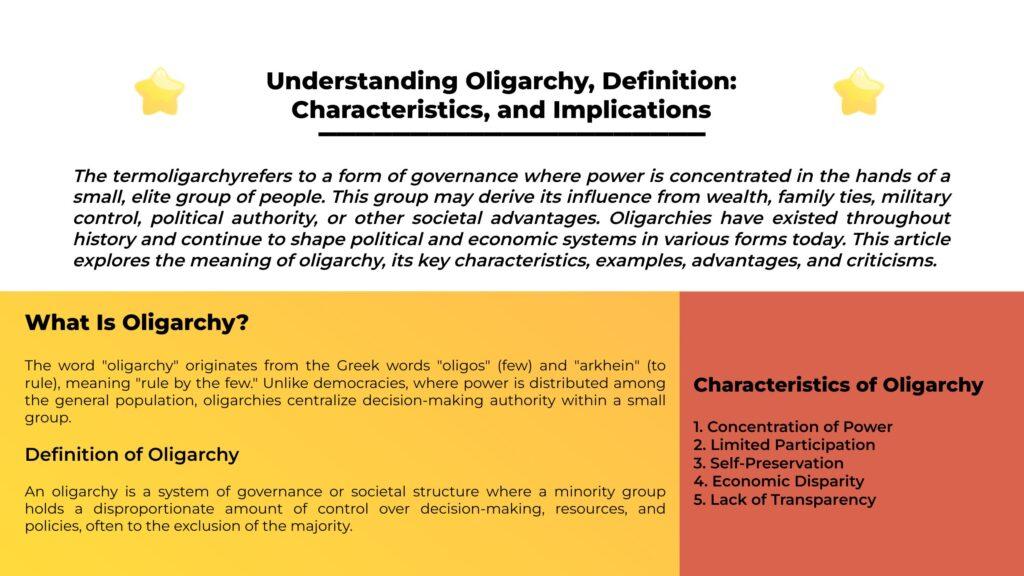 Understanding Oligarchy, Definition:
Characteristics, and Implications
The termoligarchyrefers to a form of governance where power is concentrated in the hands of a
small, elite group of people. This group may derive its influence from wealth, family ties, military
control, political authority, or other societal advantages. Oligarchies have existed throughout
history and continue to shape political and economic systems in various forms today. This article
explores the meaning of oligarchy, its key characteristics, examples, advantages, and criticisms.
What Is Oligarchy?
The word "oligarchy" originates from the Greek words "oligos" (few) and "arkhein" (to
rule), meaning "rule by the few." Unlike democracies, where power is distributed among
the general population, oligarchies centralize decision-making authority within a small
group.
Definition of Oligarchy
An oligarchy is a system of governance or societal structure where a minority group
holds a disproportionate amount of control over decision-making, resources, and
policies, often to the exclusion of the majority.
Characteristics of Oligarchy
1. Concentration of Power
2. Limited Participation
3. Self-Preservation
4. Economic Disparity
5. Lack of Transparency